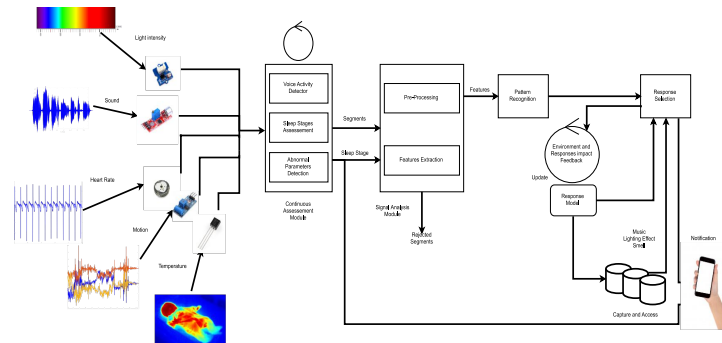 Light intensity
Sound
Heart Rate
Motion
Temperature
Voice Activity
Detector
Sleep Stages
Assessement
Abnormal
Parameters
Detection
Continuous
Assessment
Module
Segments
Sleep Stage
Pre-Processing
Features Extraction
Signal Analysis
Module
Rejected
Segments
Features
Pattern
Recognition
Response
Selection
Environment and
Responses impact
Feedback
Update
Response
Modal
Music
Lighting Effect
Smell
Capture and Access
Notification